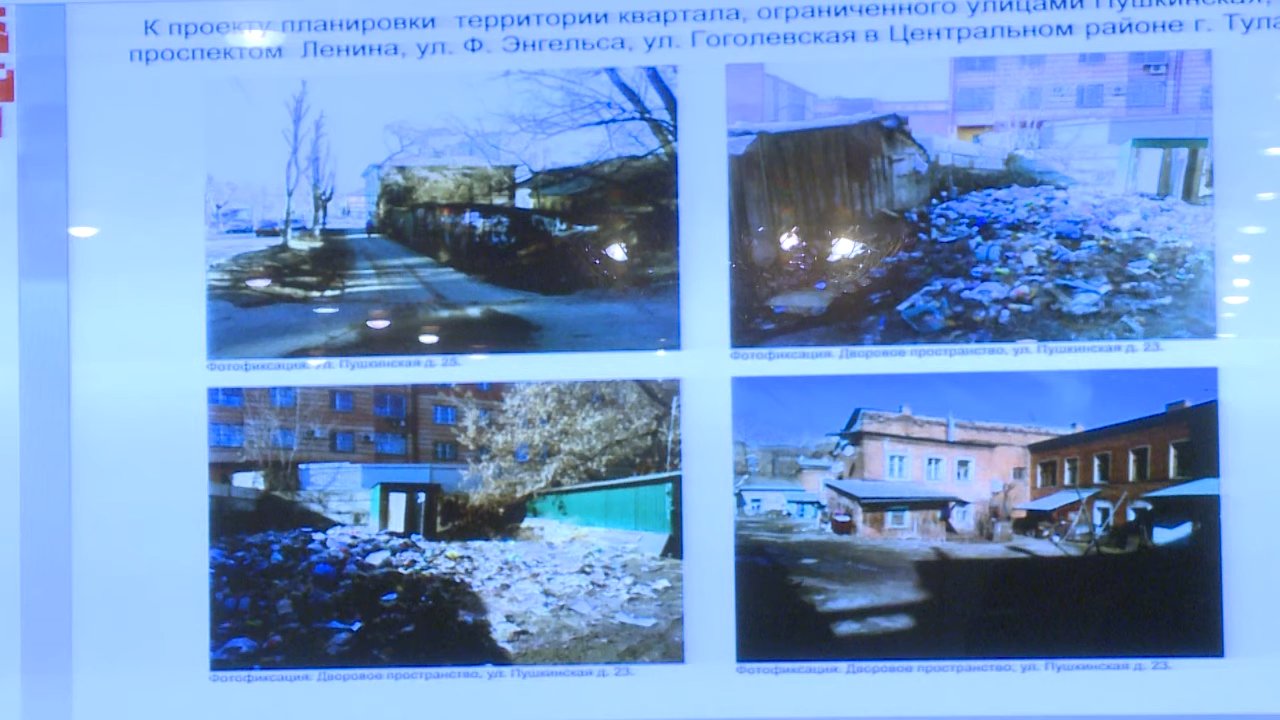 К проекту планировки территории квартала, ограниченного улицами Пушкинская,
проспектом Ленина, ул. Ф. Энгельса, ул. Гоголевская в Центральном районе г. Тула
Фотофиксация: ул. Пушкинская д. 25.
Фотофиксация: Дворовое пространство, ул. Пушкинская д. 23.
Фотофиксация: Дворовое пространство, ул. Пушкинская д. 23.
Фотофиксация: Дворовое пространство, ул. Пушкинская д. 23.